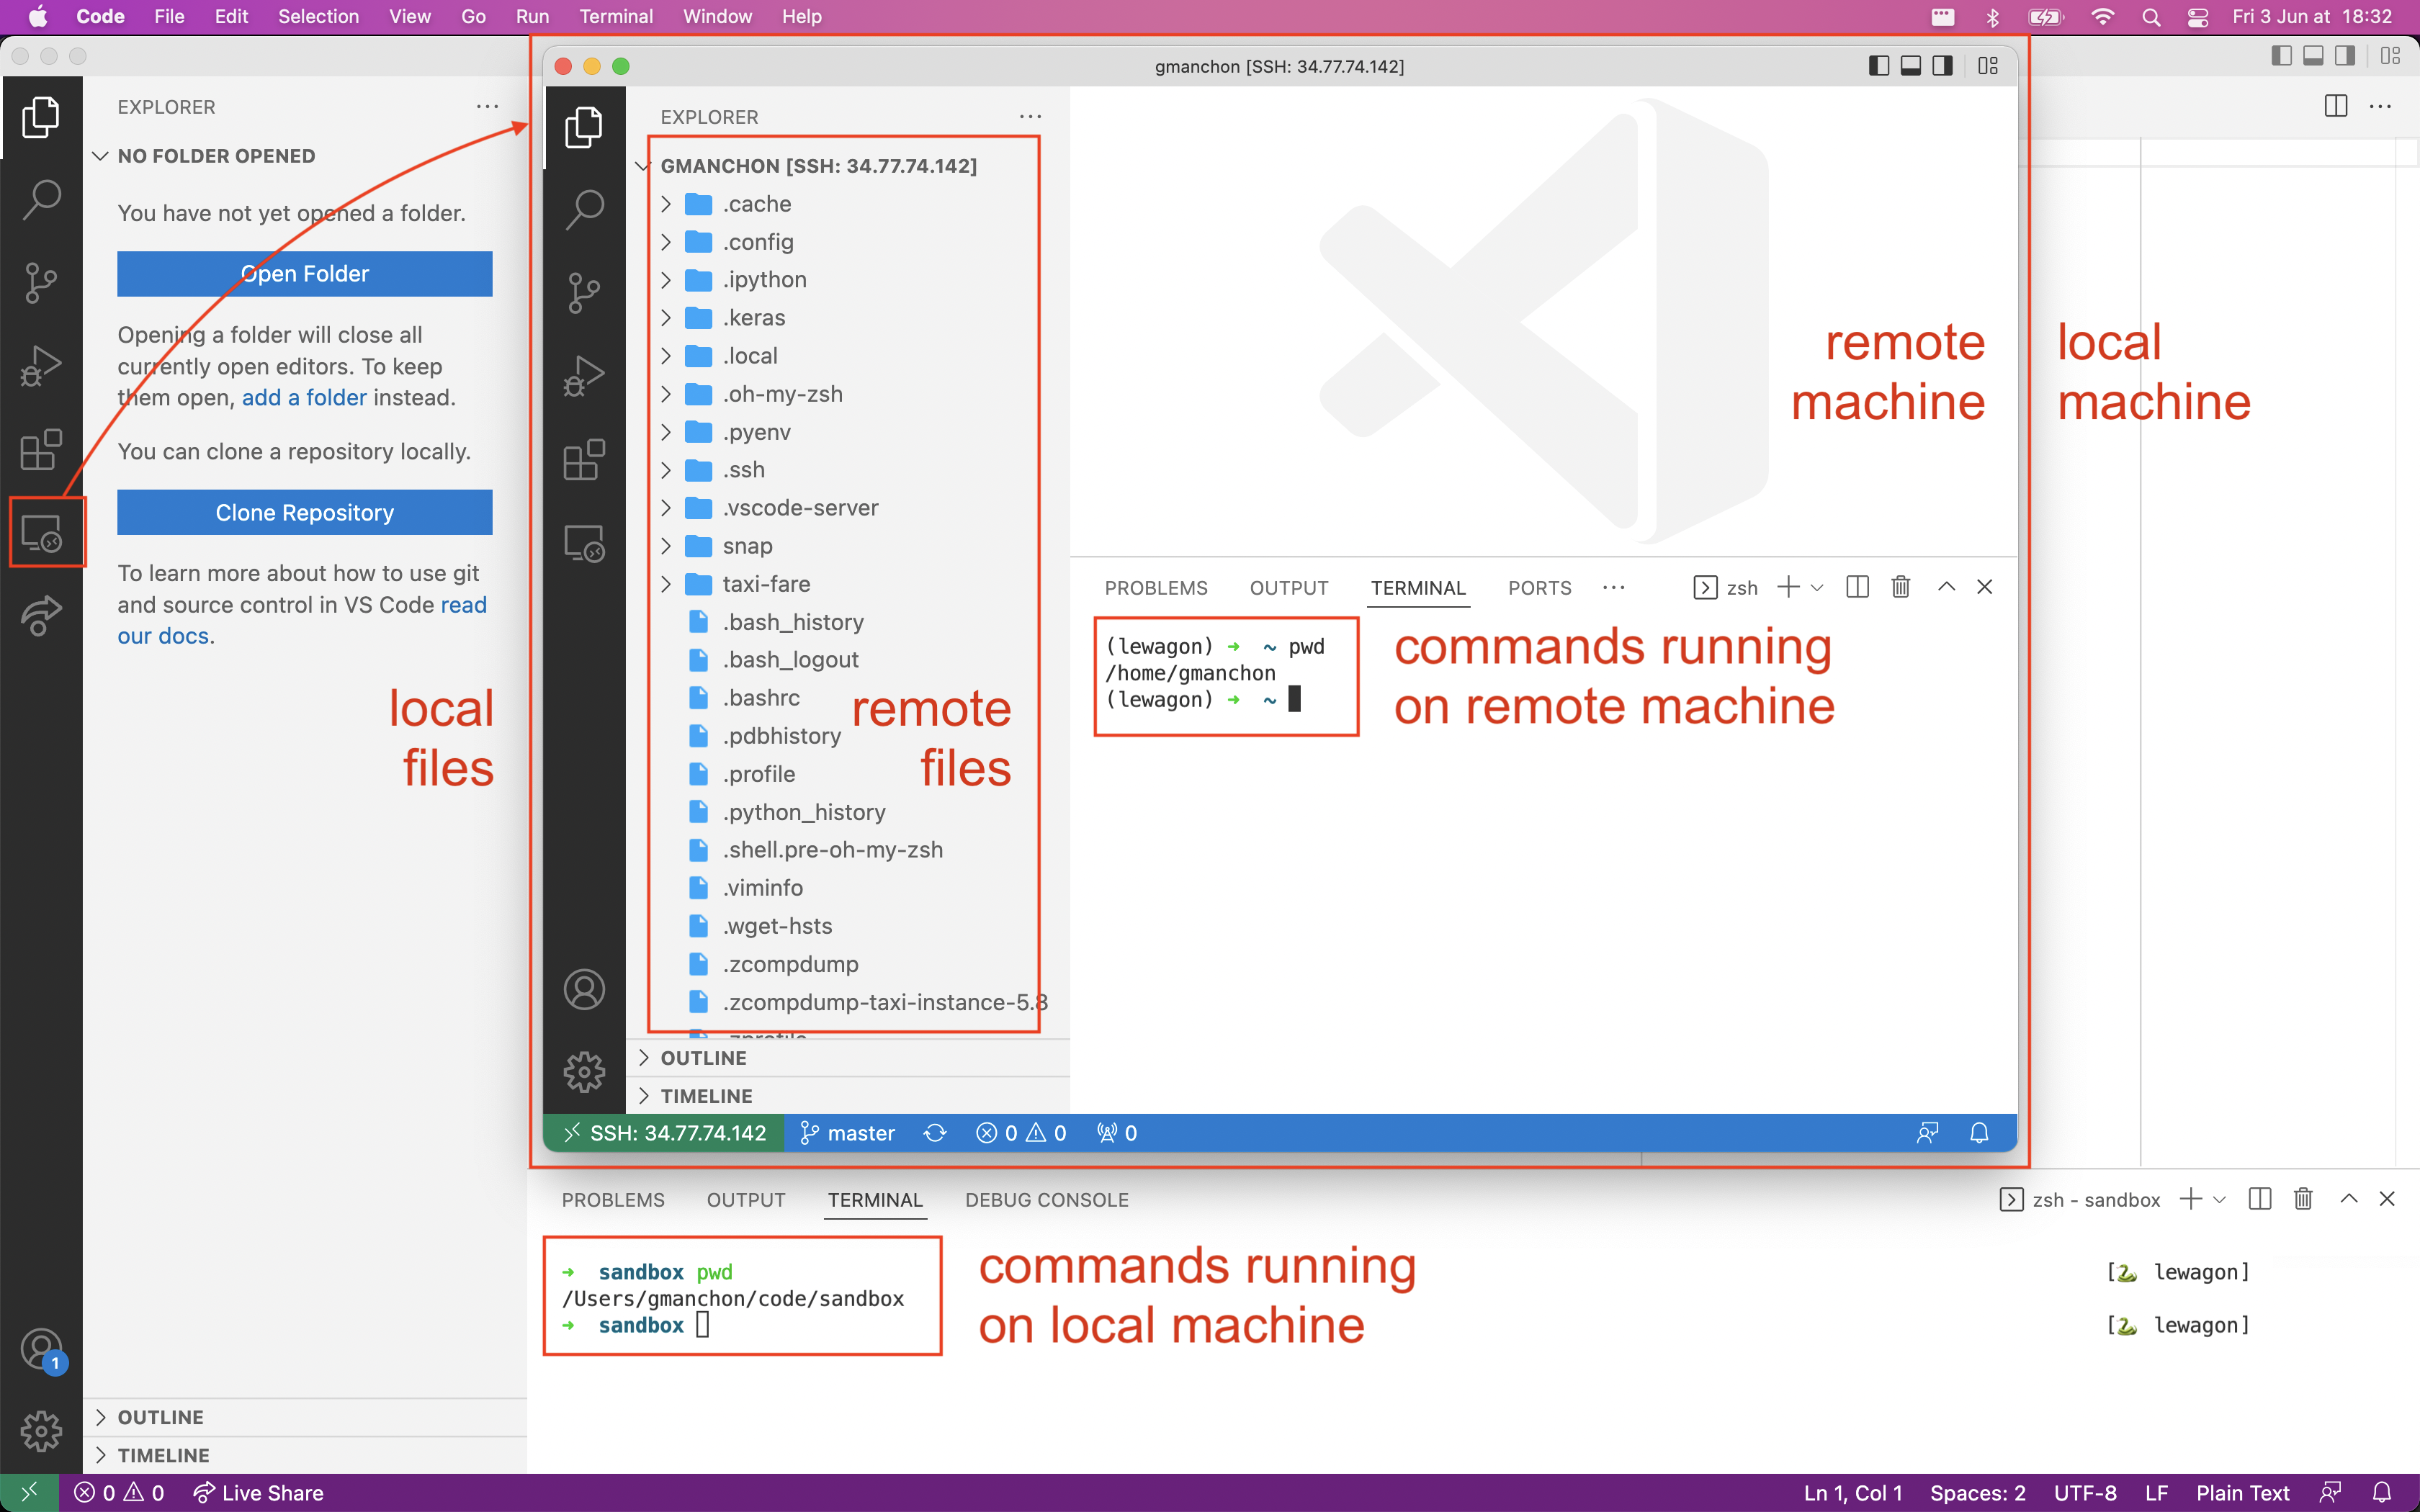 Code File Edit Selection View Go Run Terminal Window Help Fri 3 Jun at 18:32
EXPLORER
NO FOLDER OPENED
You have not yet opened a folder.
Open Folder
Opening a folder will close all
currently open editors. To keep
them open, add a folder instead.
You can clone a repository locally.
Clone Repository
To learn more about how to use git
and source control in VS Code read
our docs.
local
files
1
OUTLINE
TIMELINE
gmanchon [SSH: 34.77.74.142]
EXPLORER
GMANCHON [SSH: 34.77.74.142]
.cache
.config
.ipython
.keras
.local
.oh-my-zsh
.pyenv
.ssh
.vscode-server
snap
taxi-fare
.bash_history
.bash_logout
.bashrc
.pdbhistory
.profile
.python_history
.shell.pre-oh-my-zsh
.viminfo
.wget-hsts
.zcompdump
.zcompdump-taxi-instance-5.8
.zprofile
remote
files
OUTLINE
TIMELINE
remote
machine
local
machine
PROBLEMS OUTPUT TERMINAL PORTS zsh
(lewagon) ➜ ~ pwd
/home/gmanchon
(lewagon) ➜ ~
commands running
on remote machine
SSH: 34.77.74.142 master 0 0 0
PROBLEMS OUTPUT TERMINAL DEBUG CONSOLE zsh - sandbox
➜ sandbox pwd [🐍 lewagon]
/Users/gmanchon/code/sandbox
➜ sandbox [🐍 lewagon]
commands running
on local machine
0 0 Live Share Ln 1, Col 1 Spaces: 2 UTF-8 LF Plain Text